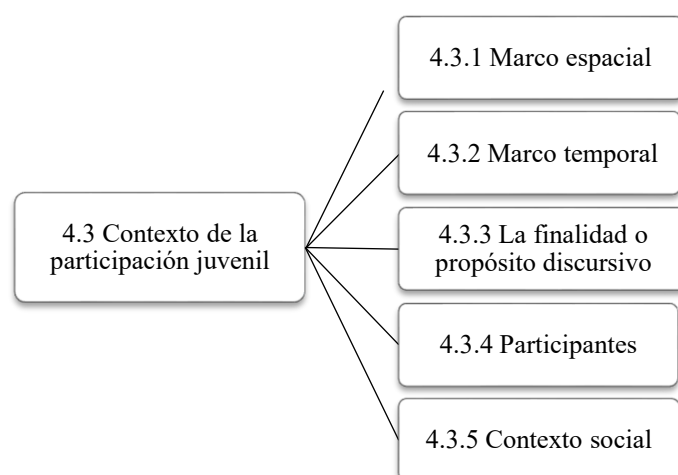 4.3.1 Marco espacial
4.3.2 Marco temporal
4.3 Contexto de la
participación juvenil
4.3.3 La finalidad o
propósito discursivo
4.3.4 Participantes
4.3.5 Contexto social